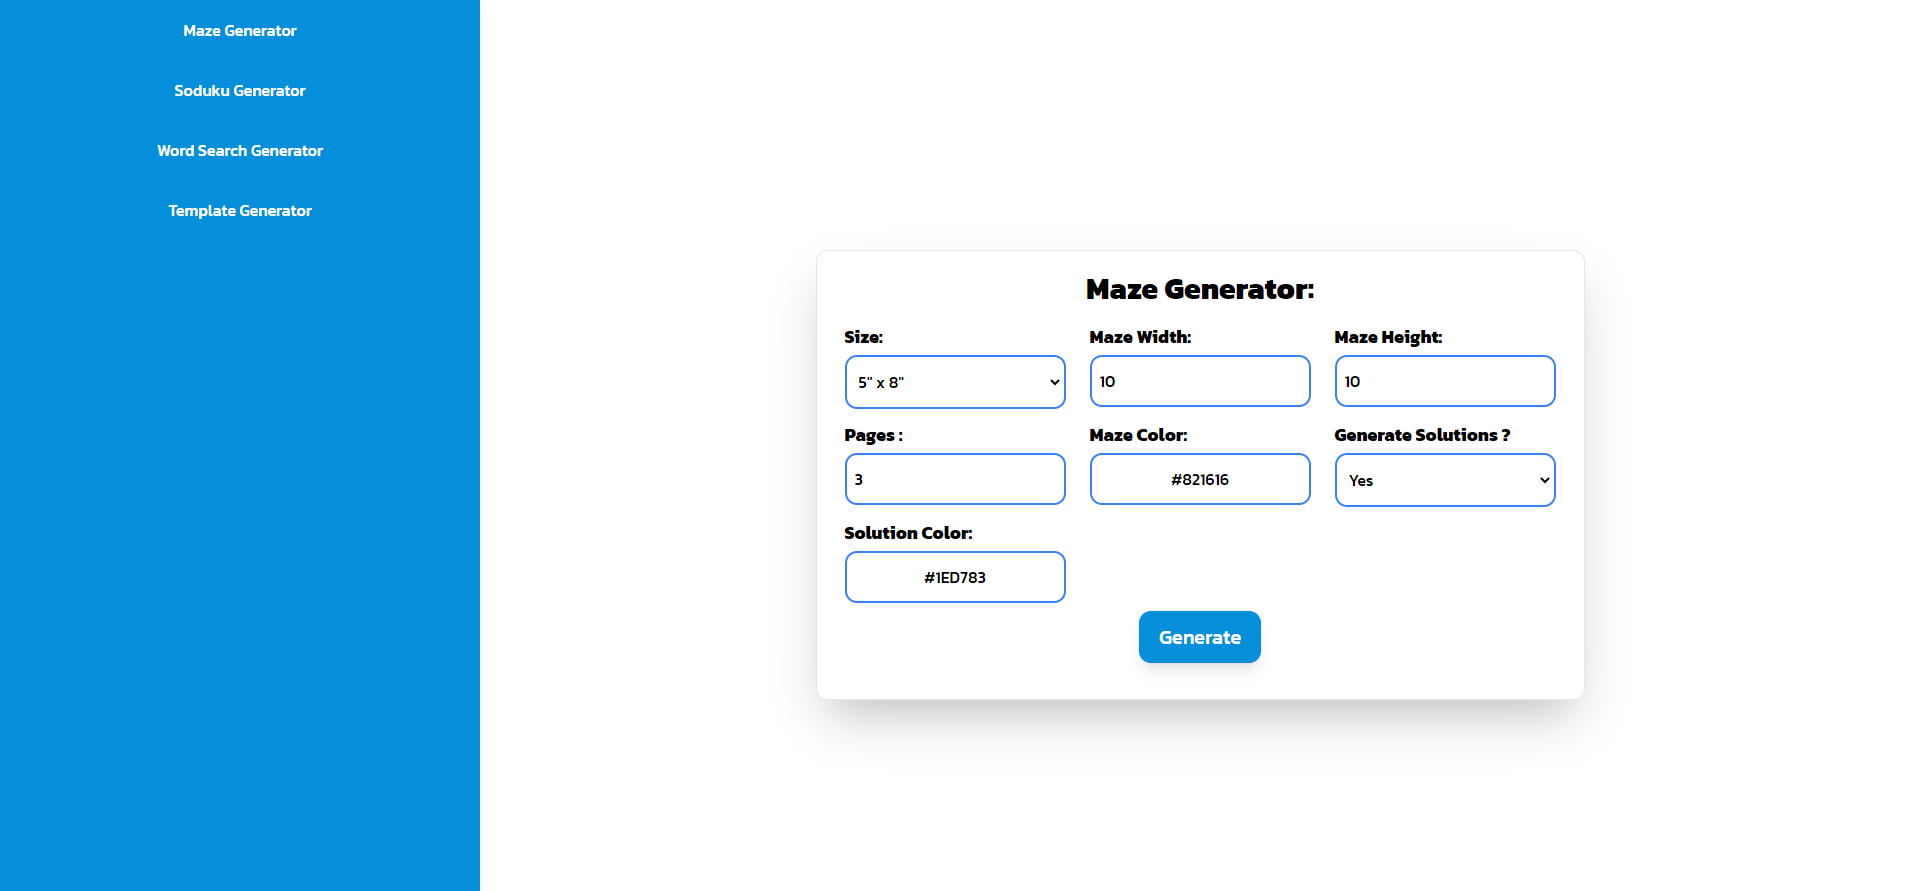 Maze Generator
Soduku Generator
Word Search Generator
Template Generator
Maze Generator:
Size: Maze Width: Maze Height:
5" x 8" 10 10
Pages : Maze Color: Generate Solutions ?
3 #821616 Yes
Solution Color:
#1ED783
Generate